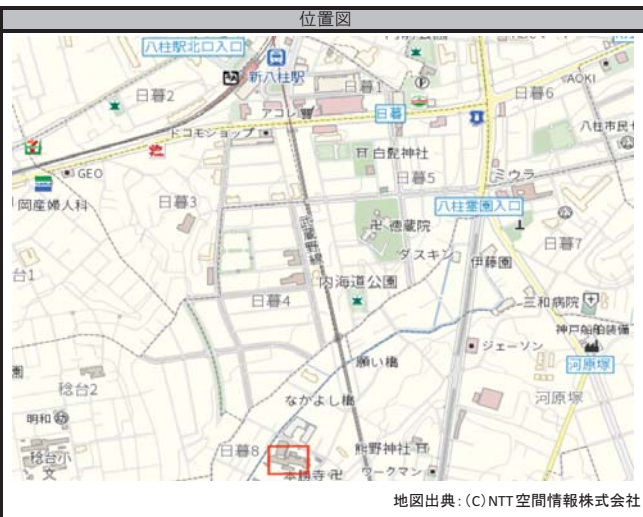 位置図
八柱駅北口入口
新八柱駅
日暮1
日暮2
アコレ
日暮
日暮6
AOKI
ドコモショップ
八柱市民セ
白髭神社
GEO
日暮5
ミウラ
岡産婦人科
日暮3
八柱霊園入口
徳蔵院
日暮7
ダスキン
伊藤園
台1
内海道公園
日暮4
三和病院
神戸船舶装備
ジェーソン
願い橋
河原塚
稔台2
なかよし橋
河原塚
明和
日暮8
熊野神社
稔台小
文
本勝寺
ワークマン
地図出典：(C)NTT空間情報株式会社